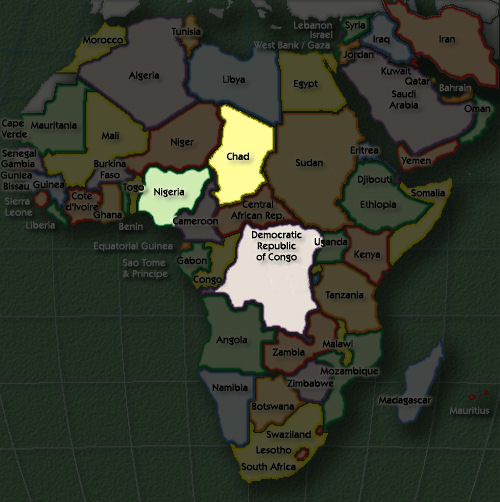 Lebanon
Israel
West Bank / Gaza
Syria
Iraq
Iran
Jordan
Kuwait
Qatar
Bahrain
Saudi
Arabia
Oman
Yemen
Morocco
Tunisia
Algeria
Libya
Egypt
Cape
Verde
Mauritania
Mali
Niger
Chad
Sudan
Eritrea
Djibouti
Somalia
Senegal
Gambia
Guniea
Bissau
Guinea
Burkina
Faso
Sierra
Leone
Liberia
Cote
d'Ivoire
Ghana
Togo
Benin
Nigeria
Cameroon
Central
African Rep.
Ethiopia
Equatorial Guinea
Sao Tome
& Principe
Gabon
Congo
Democratic
Republic
of Congo
Uganda
Kenya
Tanzania
Angola
Zambia
Malawi
Mozambique
Zimbabwe
Namibia
Botswana
Madagascar
Mauritius
Swaziland
Lesotho
South Africa